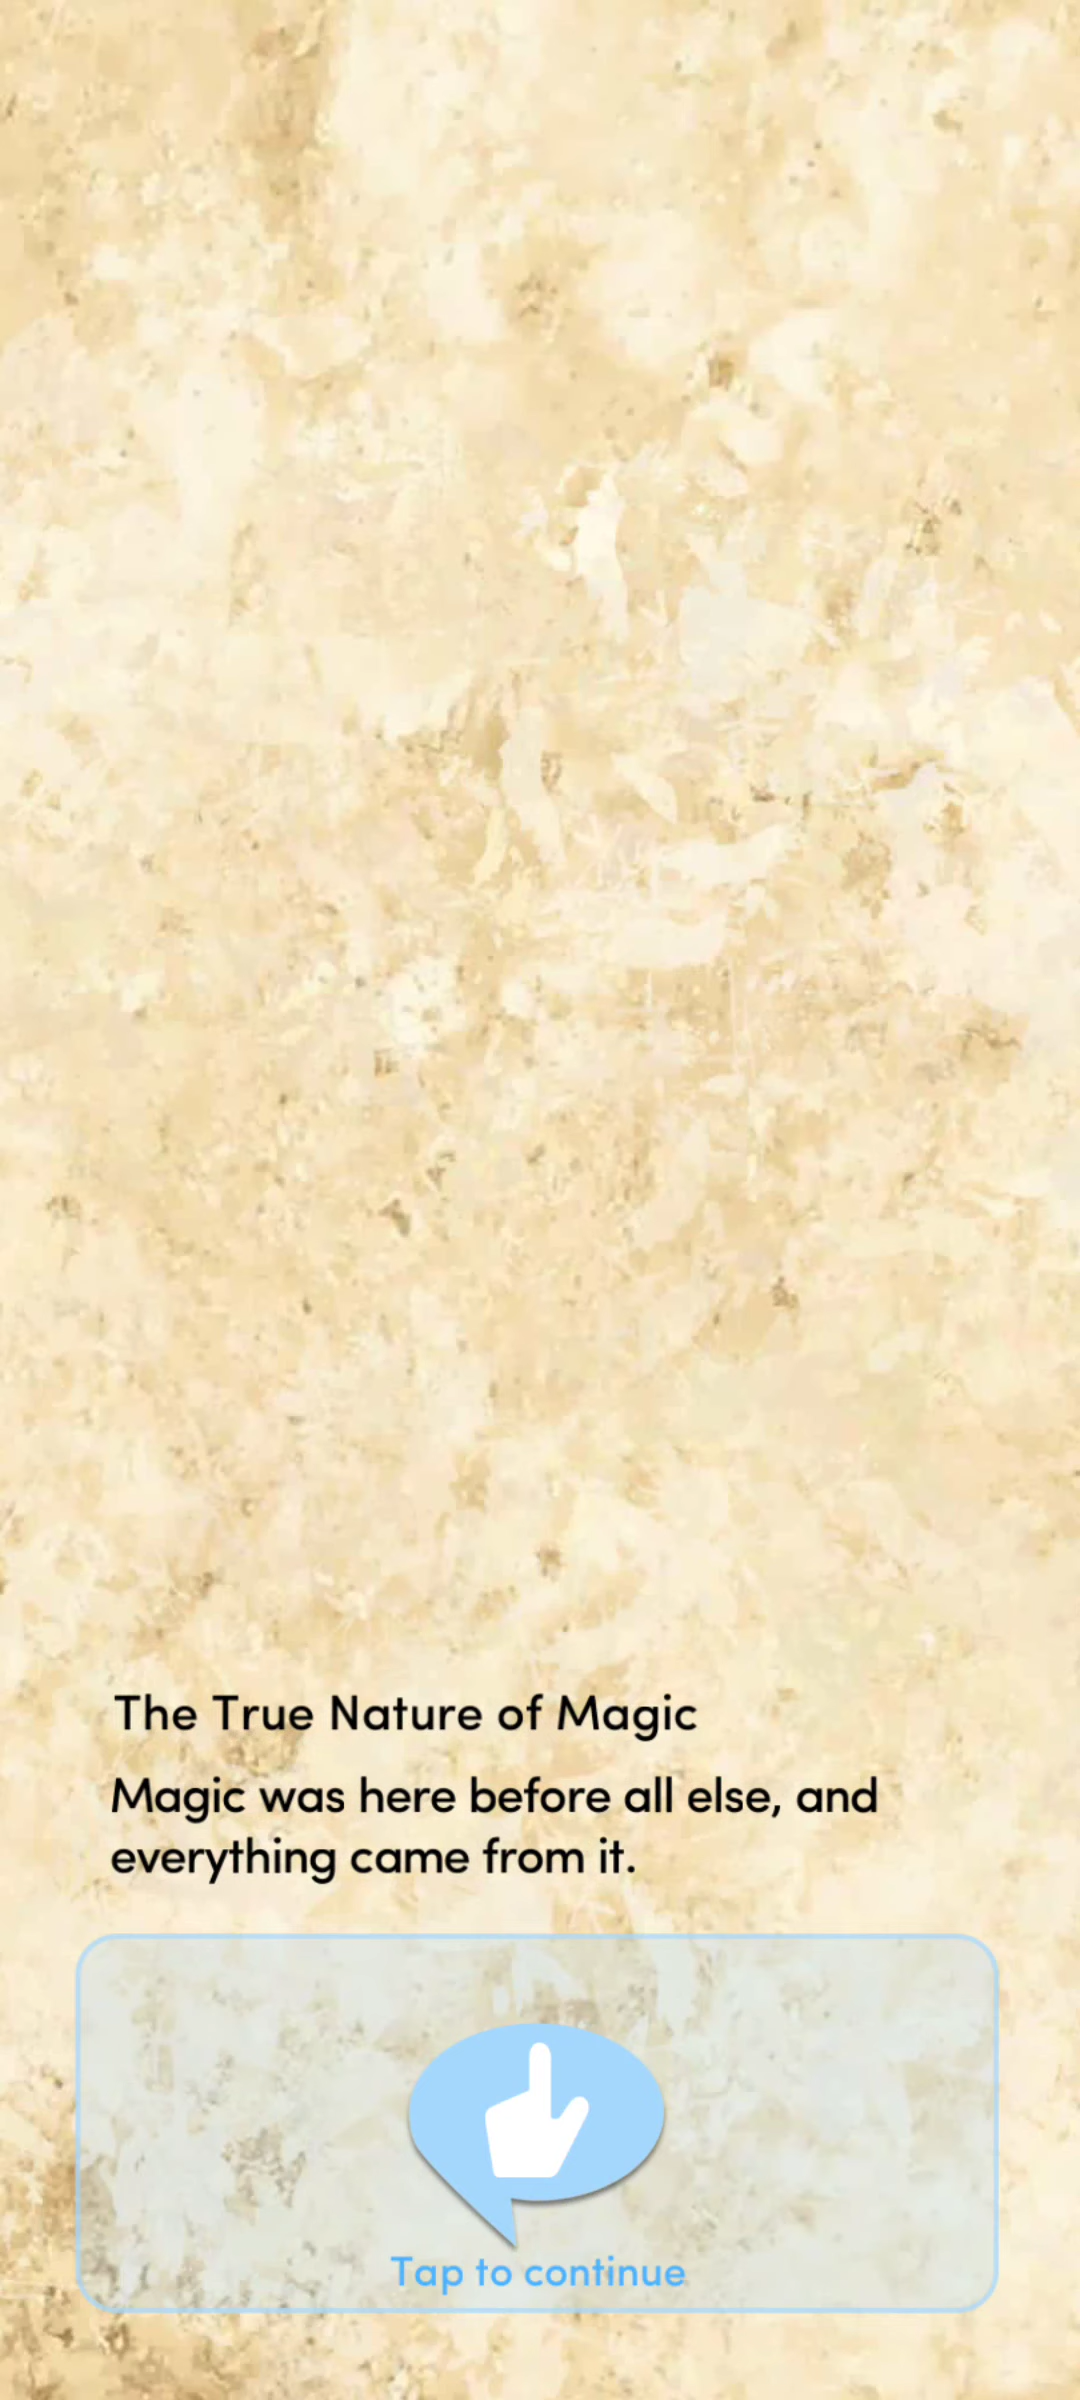 The True Nature of Magic
Magic was here before all else, and
everything came from it.
Tap to continue